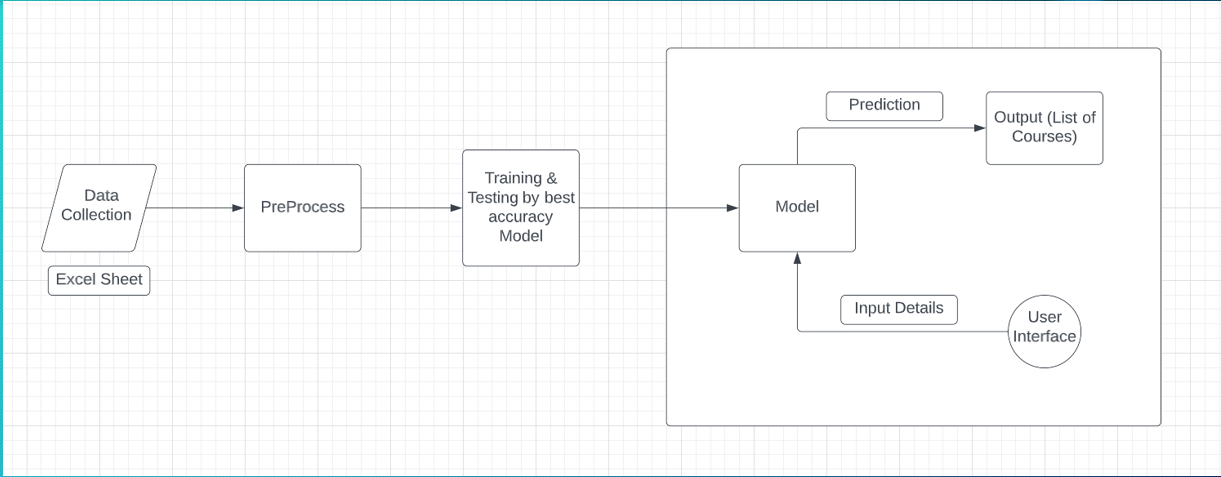 Data
Collection
Excel Sheet
PreProcess
Training &
Testing by best
accuracy
Model
Model
Prediction
Output (List of
Courses)
Input Details
User
Interface